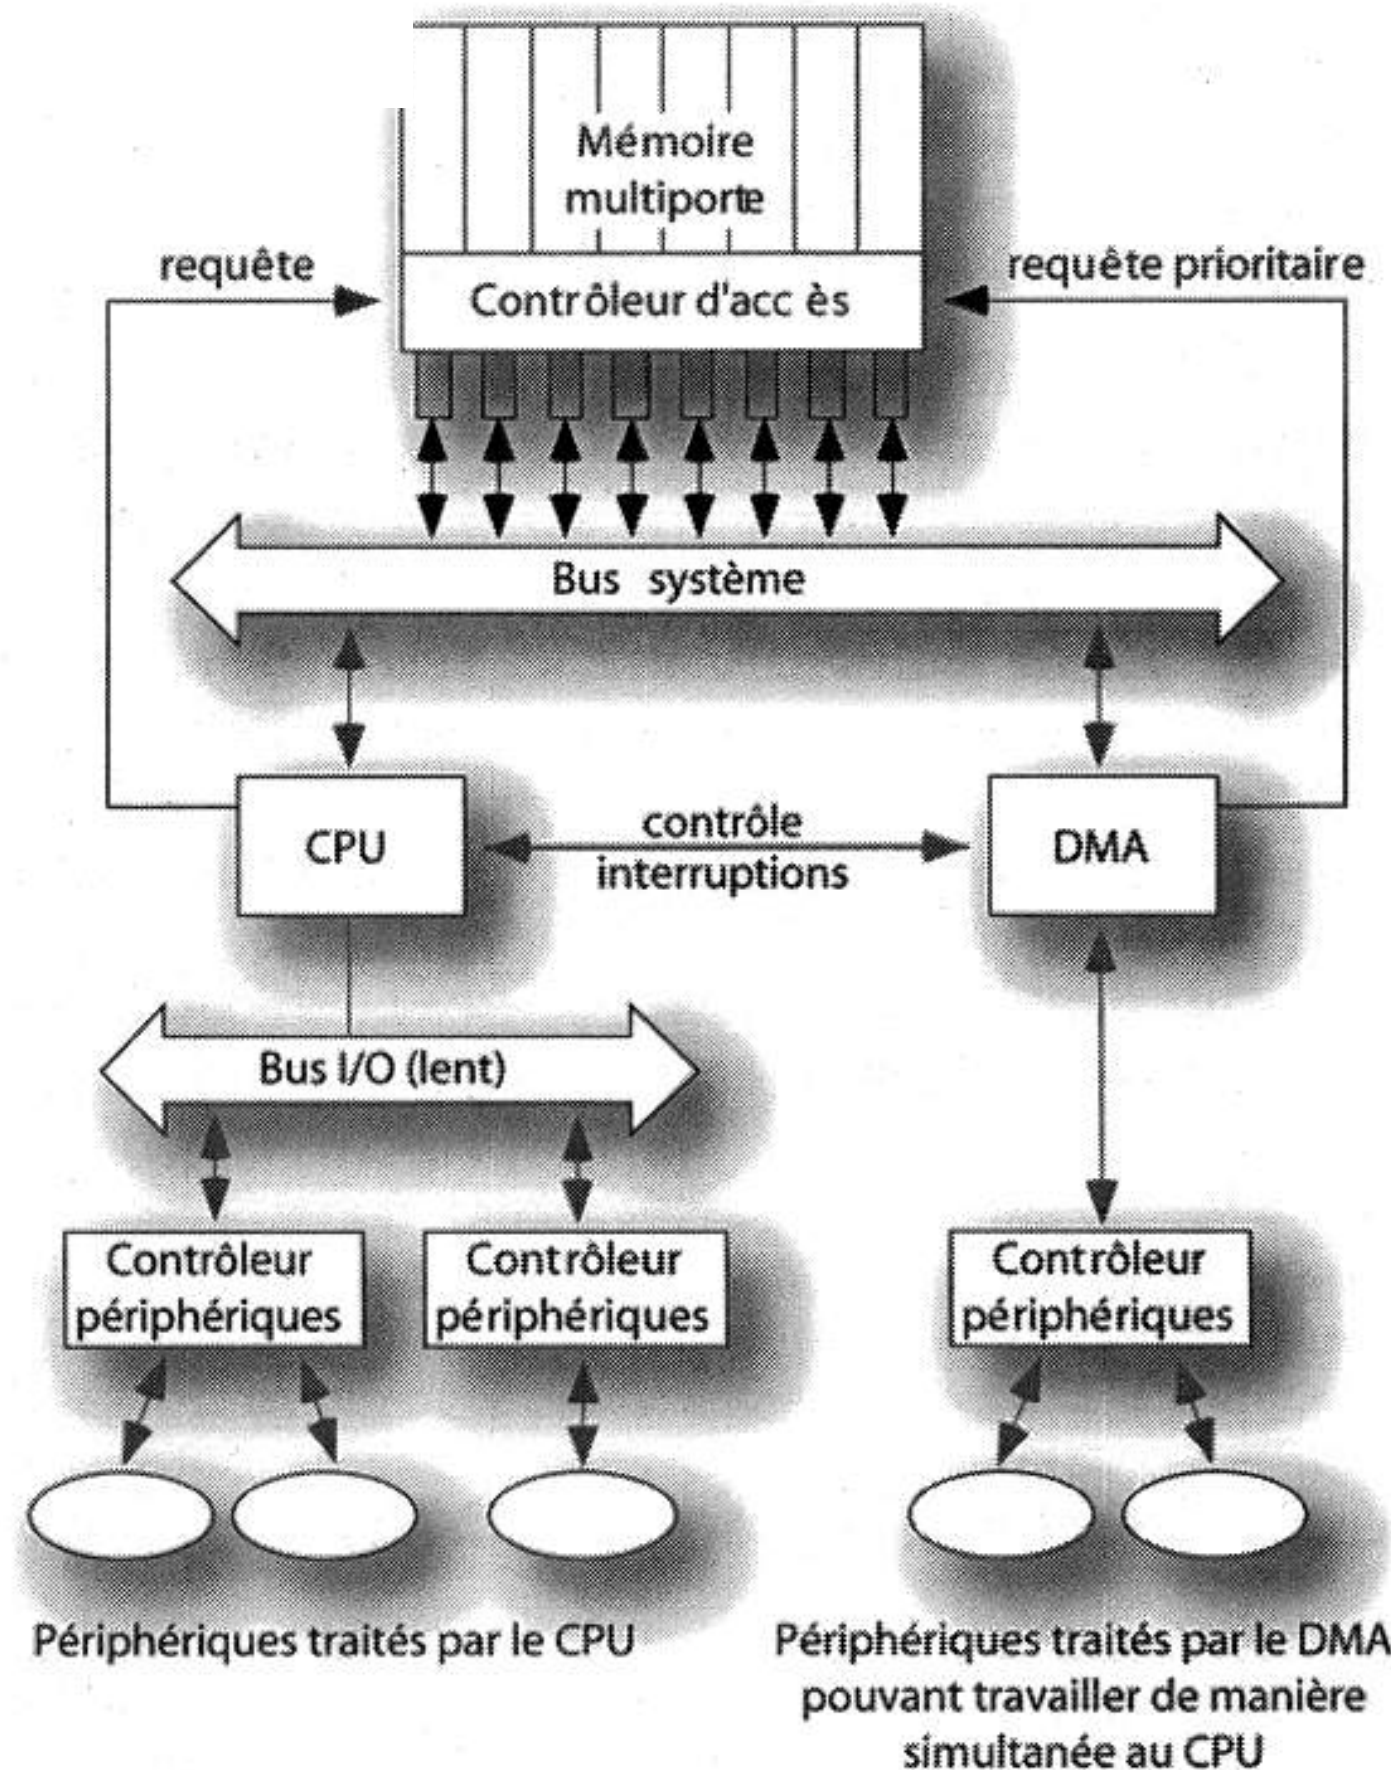 Mémoire
multiporte
requête
requête prioritaire
Contrôleur d'accès
Bus système
CPU
contrôle
interruptions
DMA
Bus I/O (lent)
Contrôleur
périphériques
Contrôleur
périphériques
Contrôleur
périphériques
Périphériques traités par le CPU
Périphériques traités par le DMA
pouvant travailler de manière
simultanée au CPU